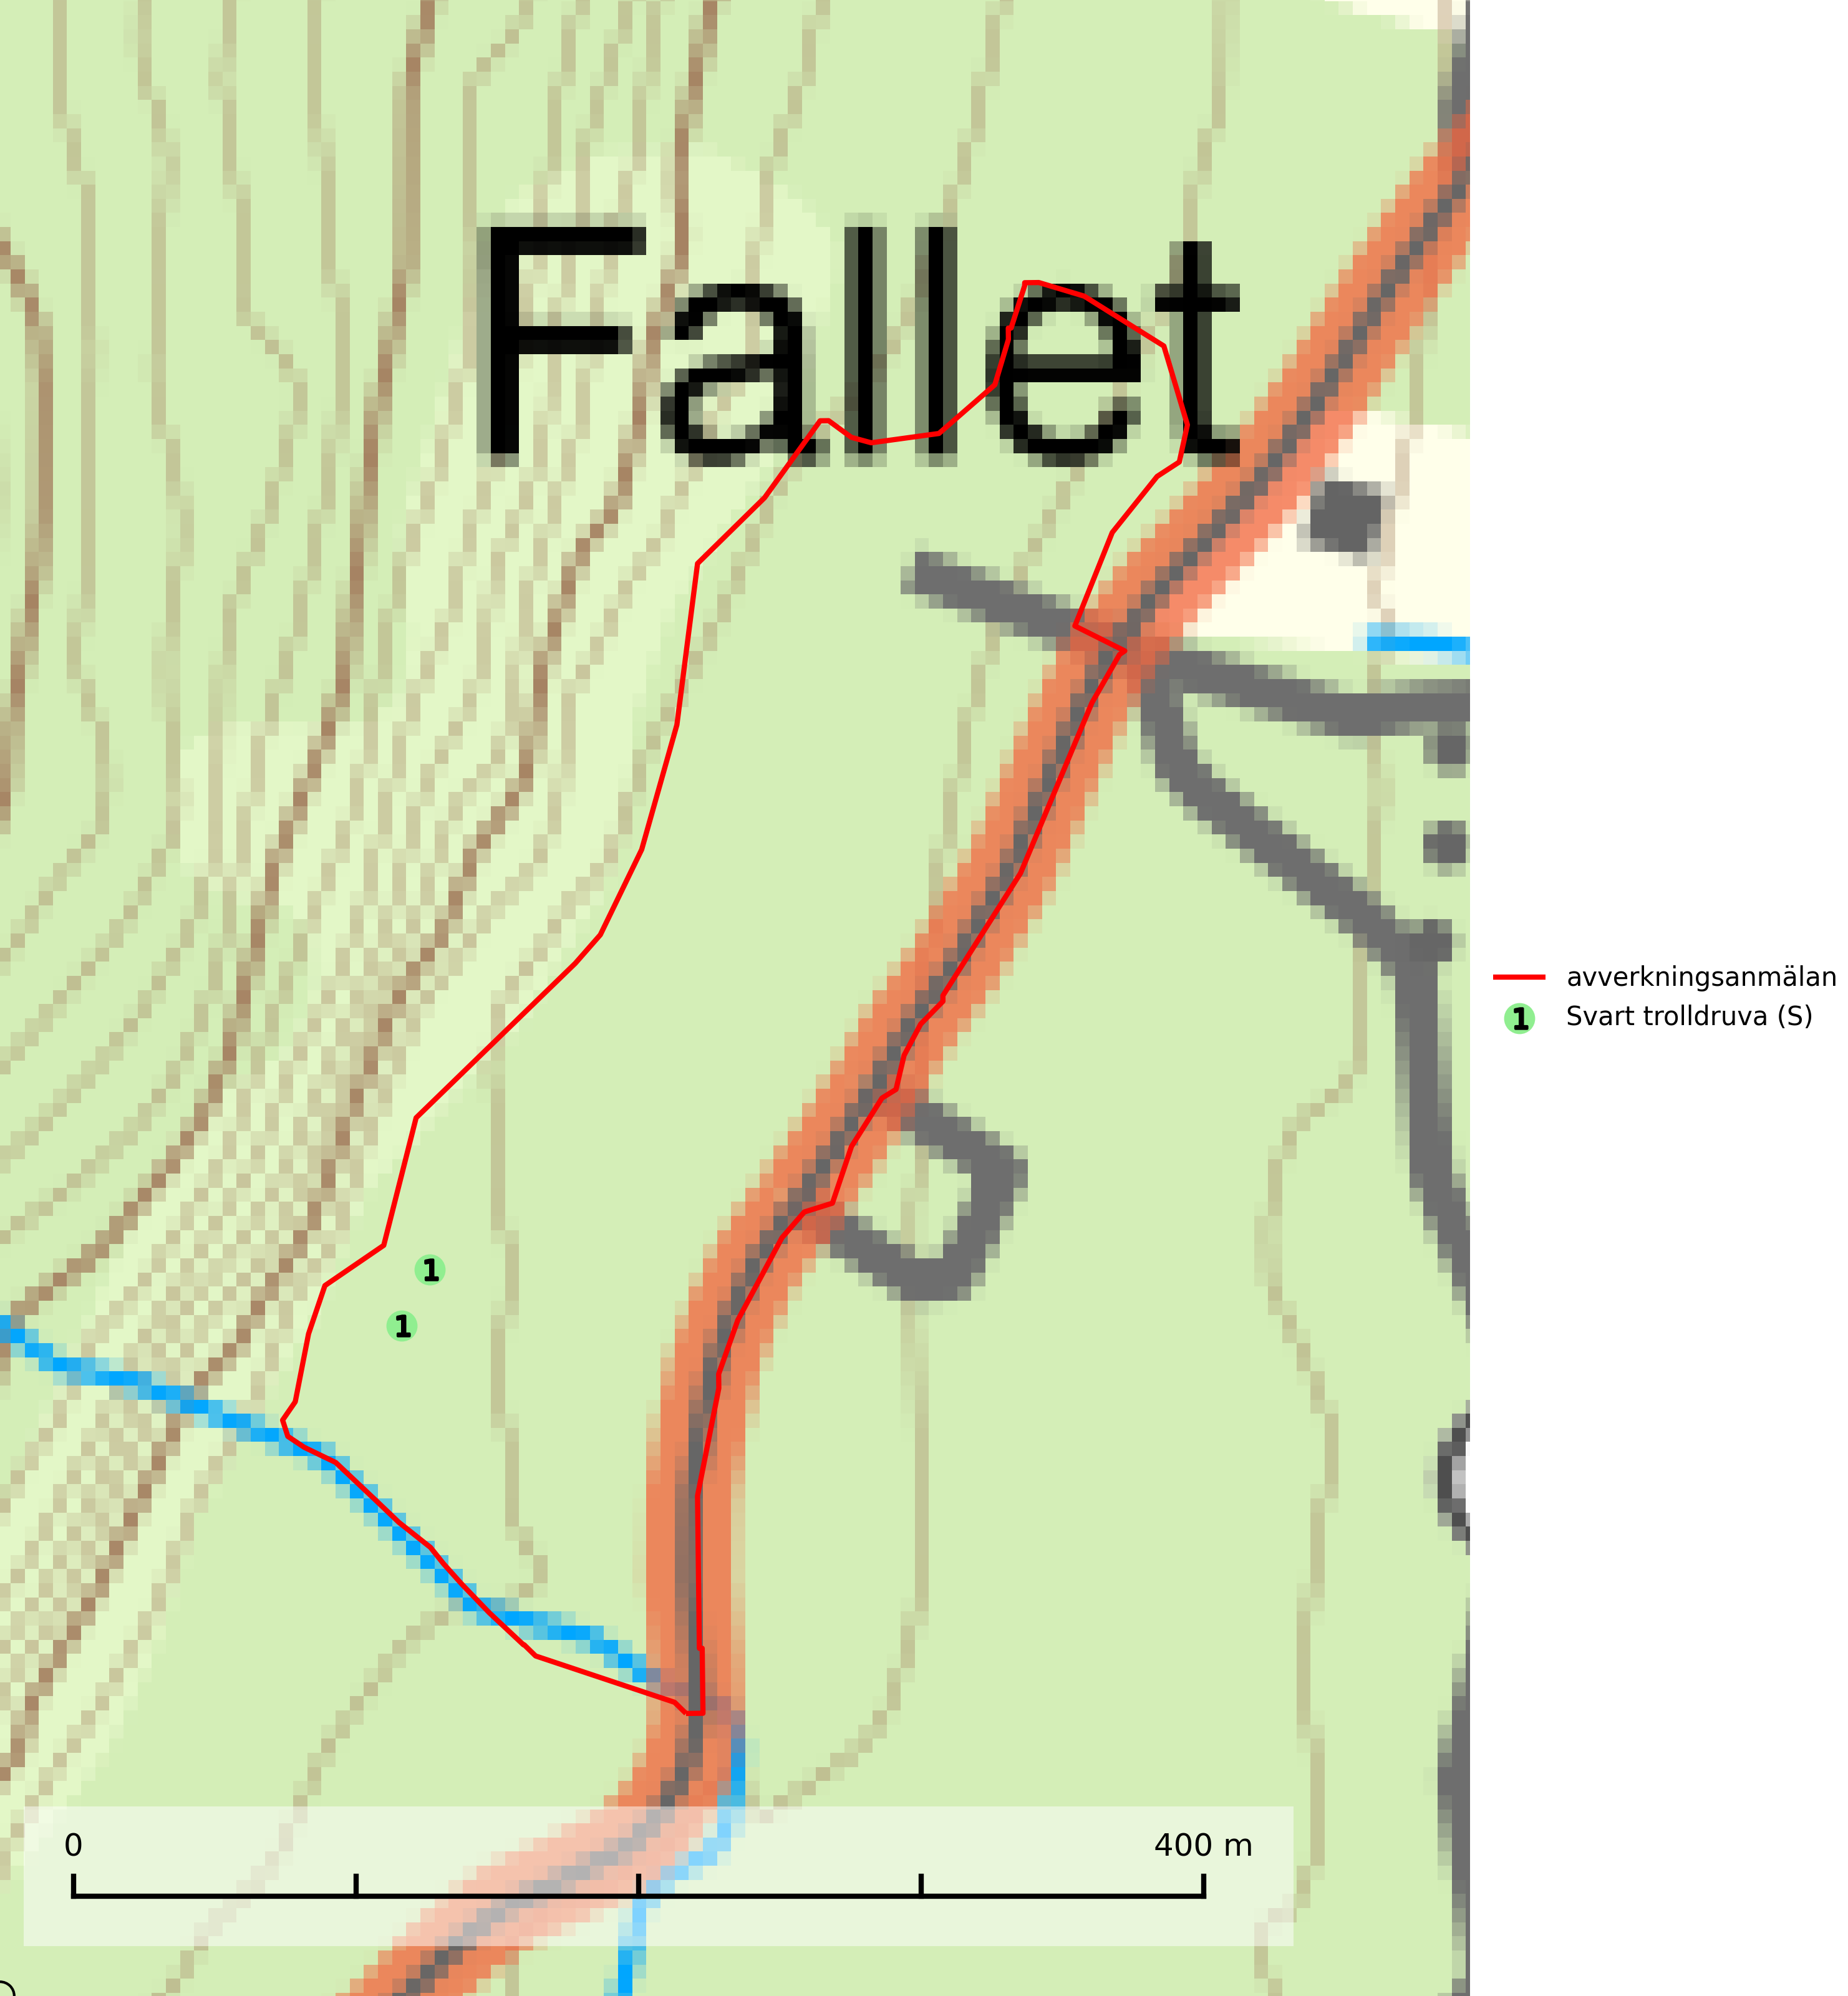 Fallet
avverkningsanmälan
1 Svart trolldruva (S)
1
1
0 400 m